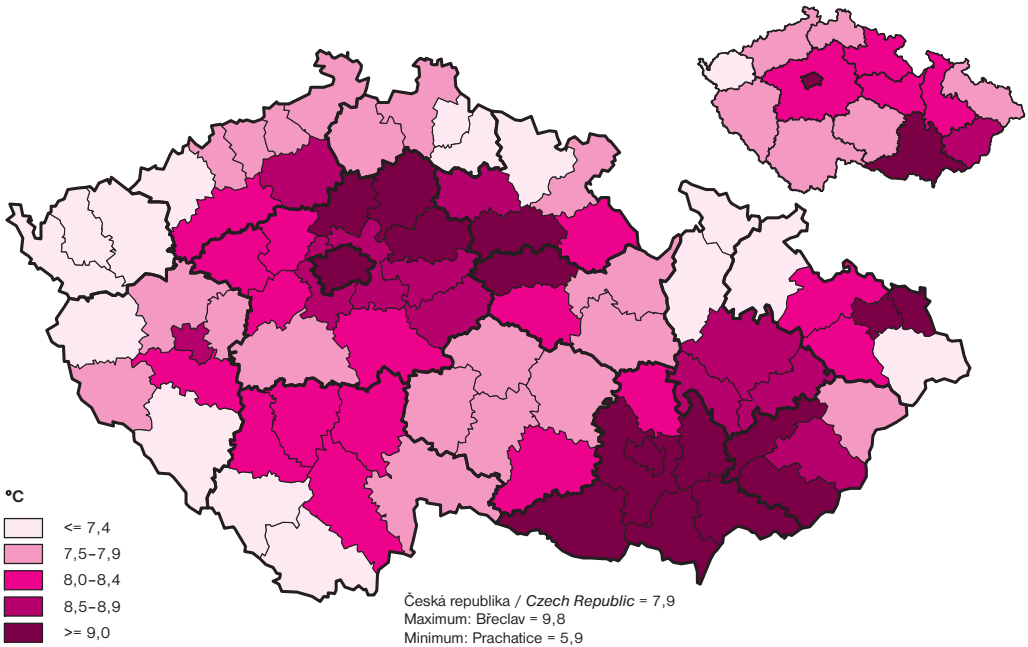 °C
<= 7,4
7,5–7,9
8,0–8,4
8,5–8,9
>= 9,0
Česká republika / Czech Republic = 7,9
Maximum: Břeclav = 9,8
Minimum: Prachatice = 5,9